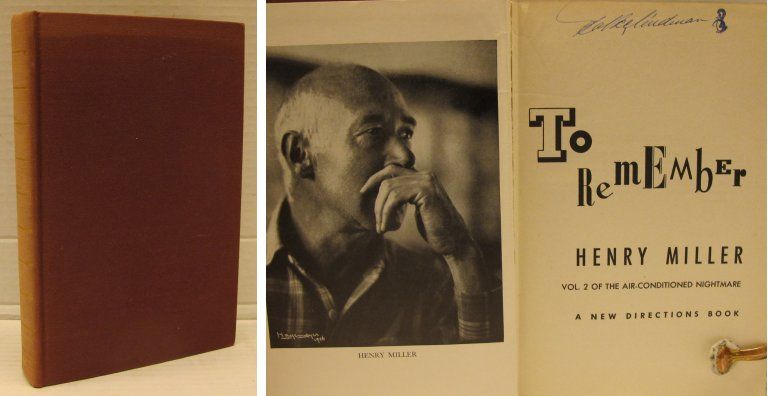 HENRY MILLER
To
RemEMbEr
HENRY MILLER
VOL. 2 OF THE AIR-CONDITIONED NIGHTMARE
A NEW DIRECTIONS BOOK